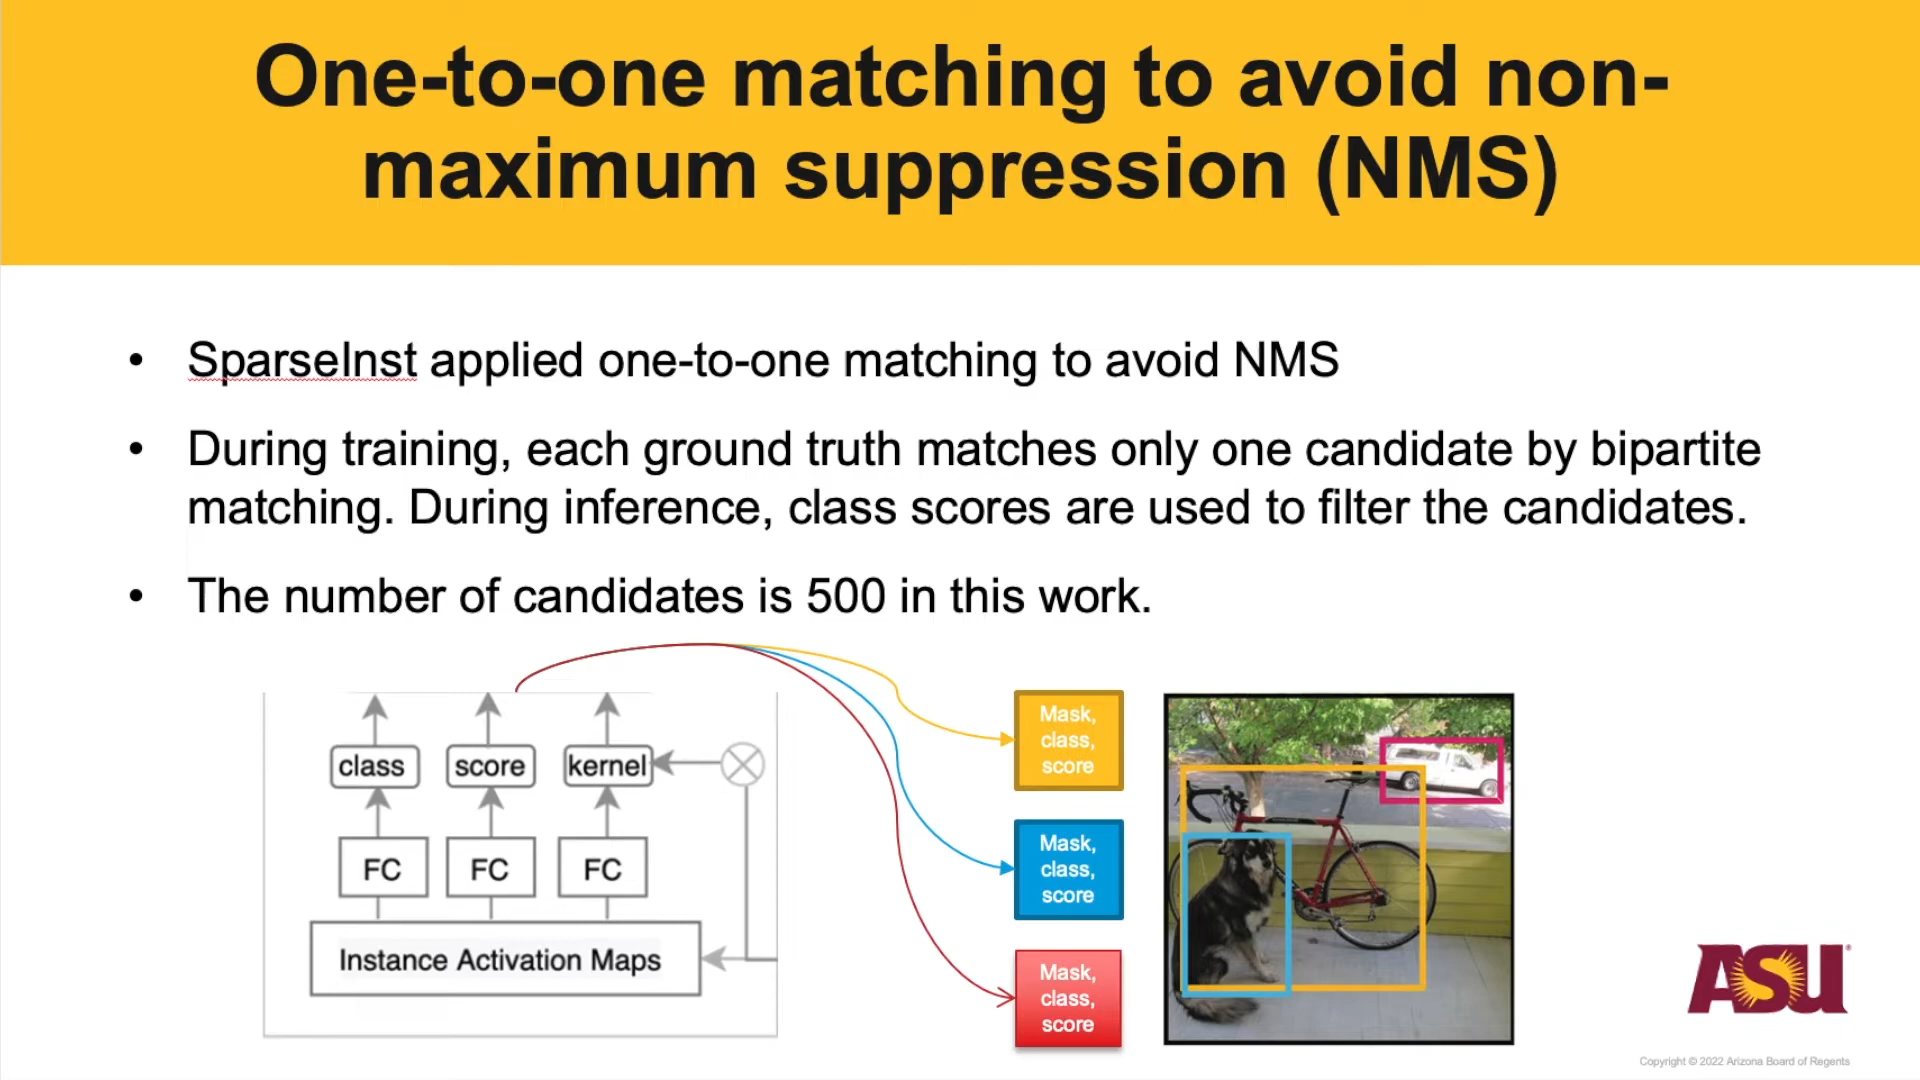 One-to-one matching to avoid non-
maximum suppression (NMS)
• SparseInst applied one-to-one matching to avoid NMS
• During training, each ground truth matches only one candidate by bipartite
matching. During inference, class scores are used to filter the candidates.
• The number of candidates is 500 in this work.
class score kernel
FC FC FC
Instance Activation Maps
Mask,
class,
score
Mask,
class,
score
Mask,
class,
score
ASU
Copyright © 2022 Arizona Board of Regents